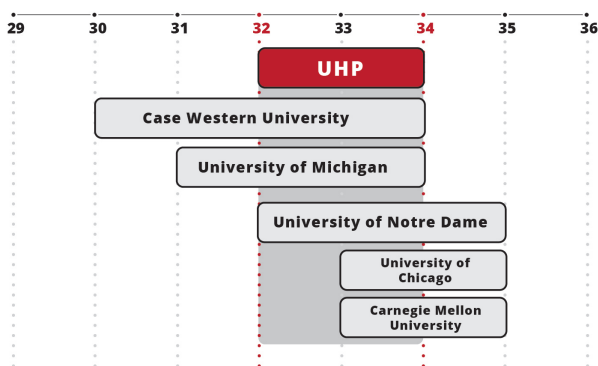 29 30 31 32 33 34 35 36
UHP
Case Western University
University of Michigan
University of Notre Dame
University of
Chicago
Carnegie Mellon
University